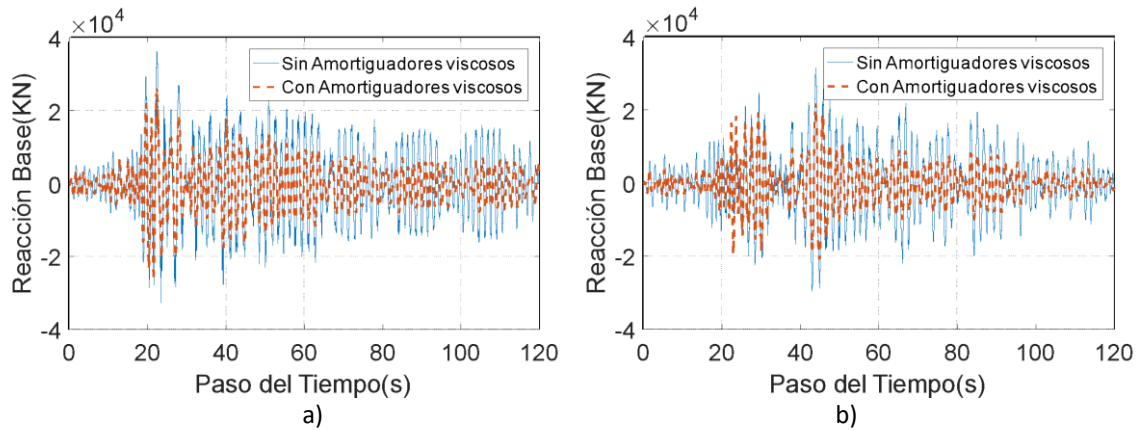 ×10⁴
4
2
0
-2
-4
Reacción Base(KN)
Sin Amortiguadores viscosos
Con Amortiguadores viscosos
0 20 40 60 80 100 120
Paso del Tiempo(s)
a)
×10⁴
4
2
0
-2
-4
Reacción Base(KN)
Sin Amortiguadores viscosos
Con Amortiguadores viscosos
0 20 40 60 80 100 120
Paso del Tiempo(s)
b)